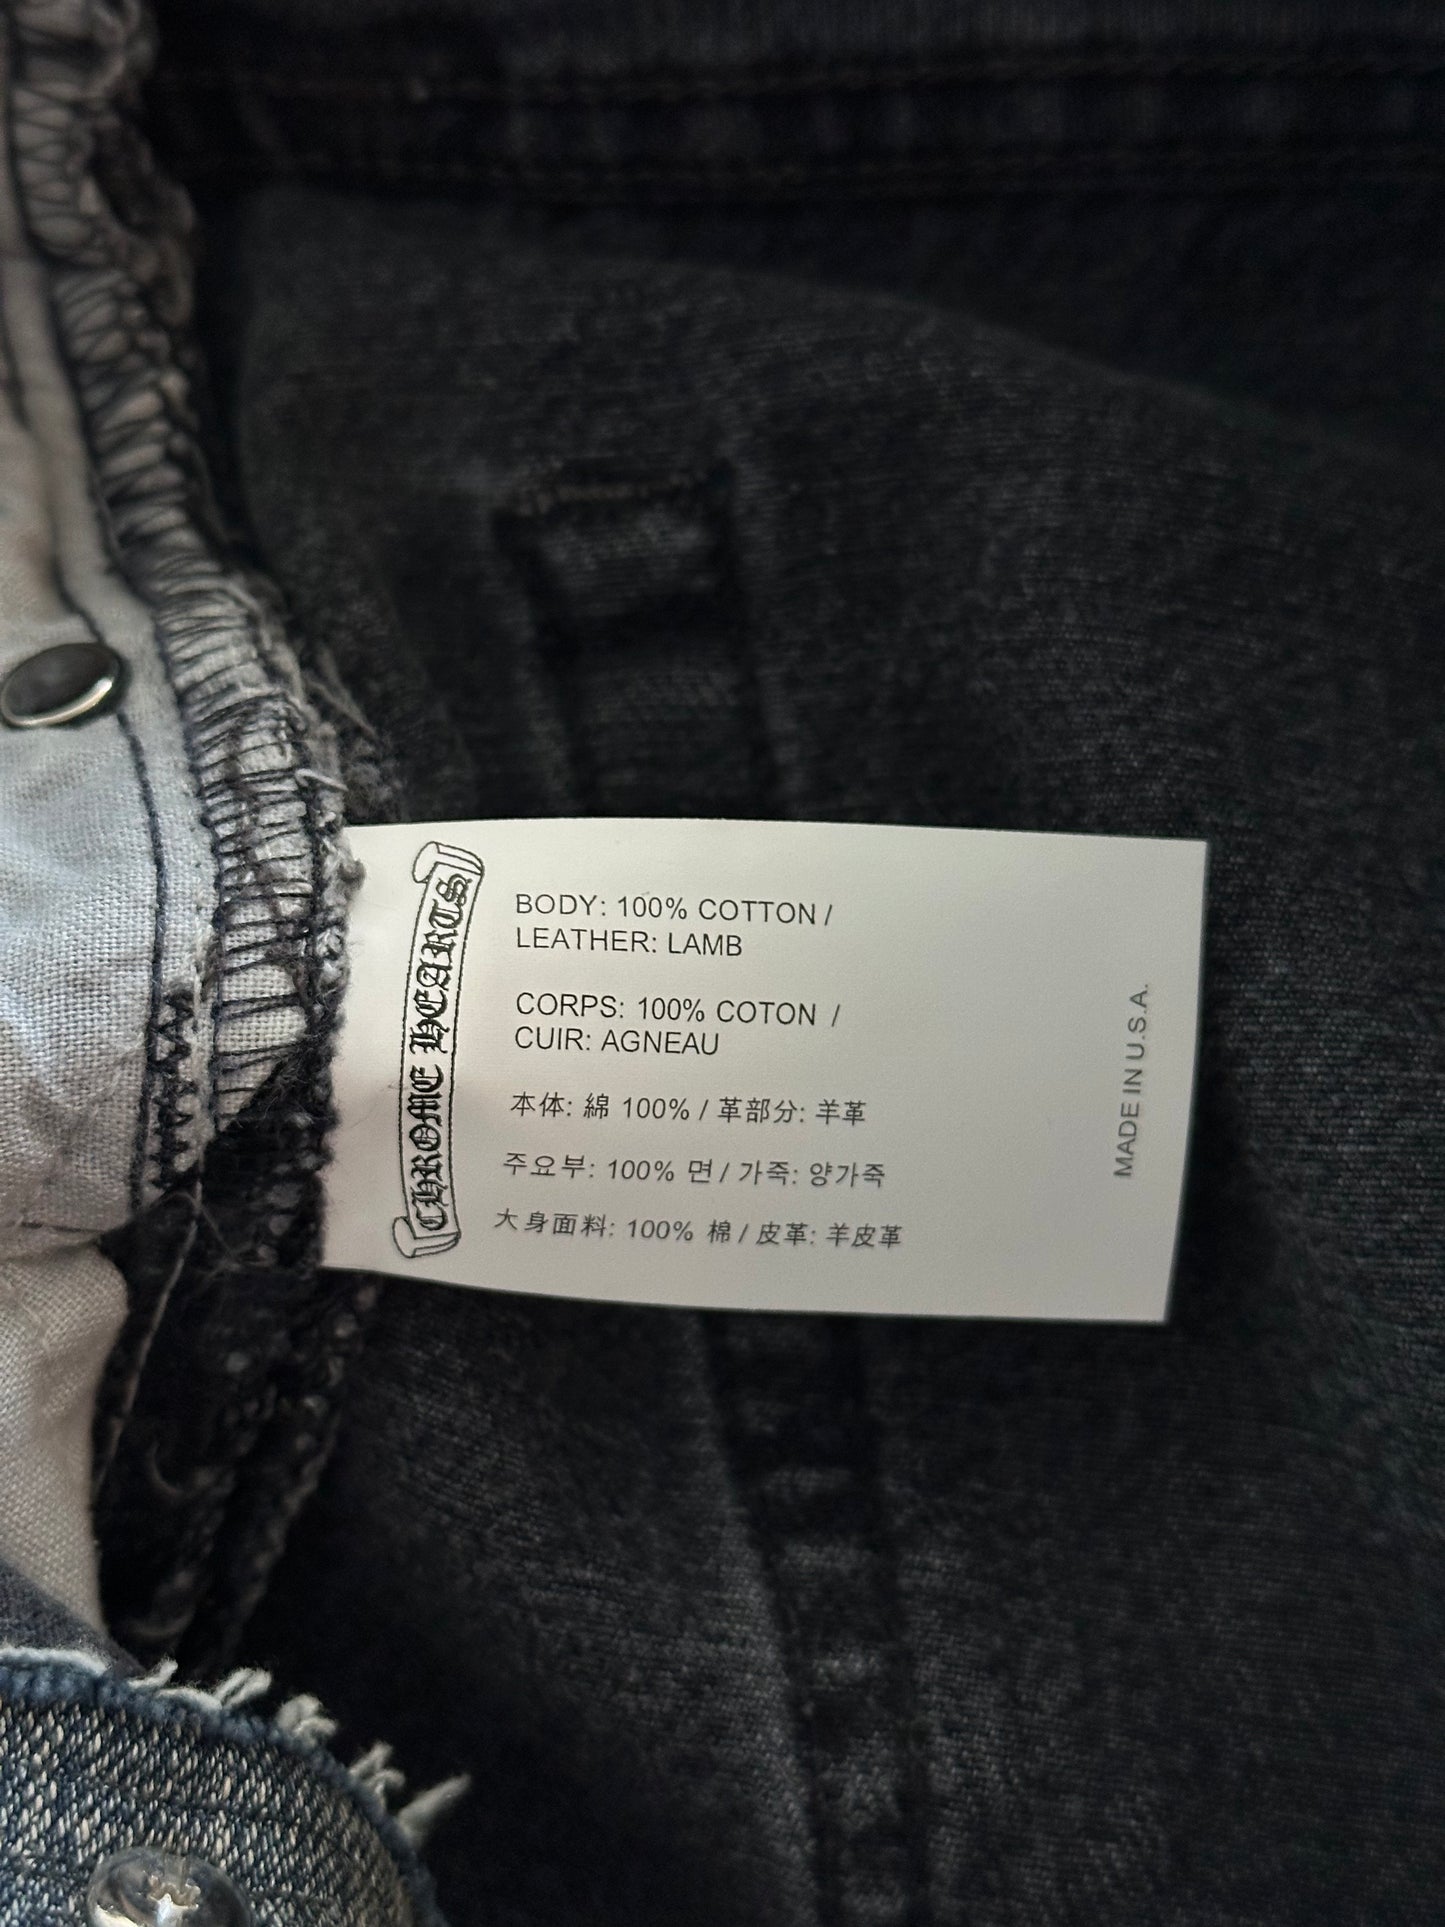 CHROME HEARTS
BODY: 100% COTTON /
LEATHER: LAMB
CORPS: 100% COTON /
CUIR: AGNEAU
本体: 綿 100% / 革部分: 羊革
주요부: 100% 면 / 가죽: 양가죽
大身面料: 100% 棉 / 皮革: 羊皮革
MADE IN U.S.A.